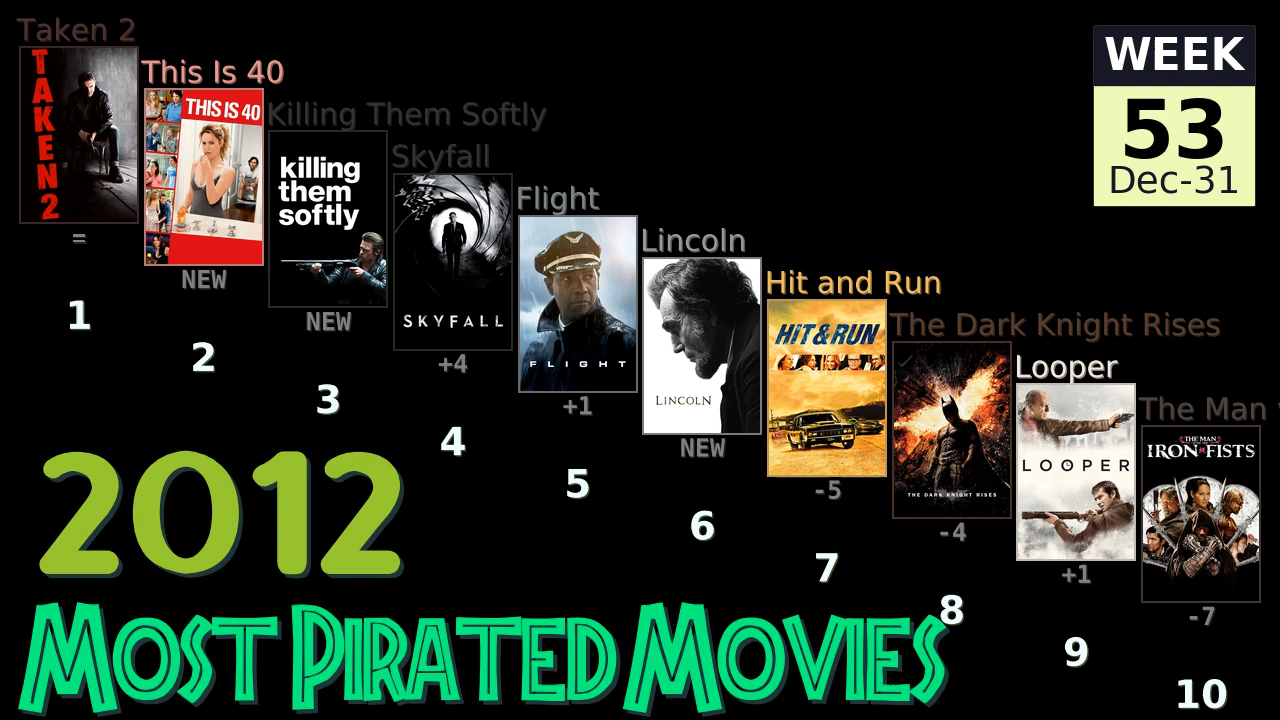 Taken 2
TAKEN 2
=
1
This Is 40
THIS IS 40
NEW
2
Killing Them Softly
killing
them
softly
NEW
3
Skyfall
SKYFALL
+4
4
Flight
FLIGHT
+1
5
Lincoln
LINCOLN
NEW
6
Hit and Run
HIT&RUN
-5
7
The Dark Knight Rises
THE DARK KNIGHT RISES
-4
8
Looper
LOOPER
+1
9
The Man
THE MAN
IRON FISTS
-7
10
WEEK
53
Dec-31
2012
MOST PIRATED MOVIES